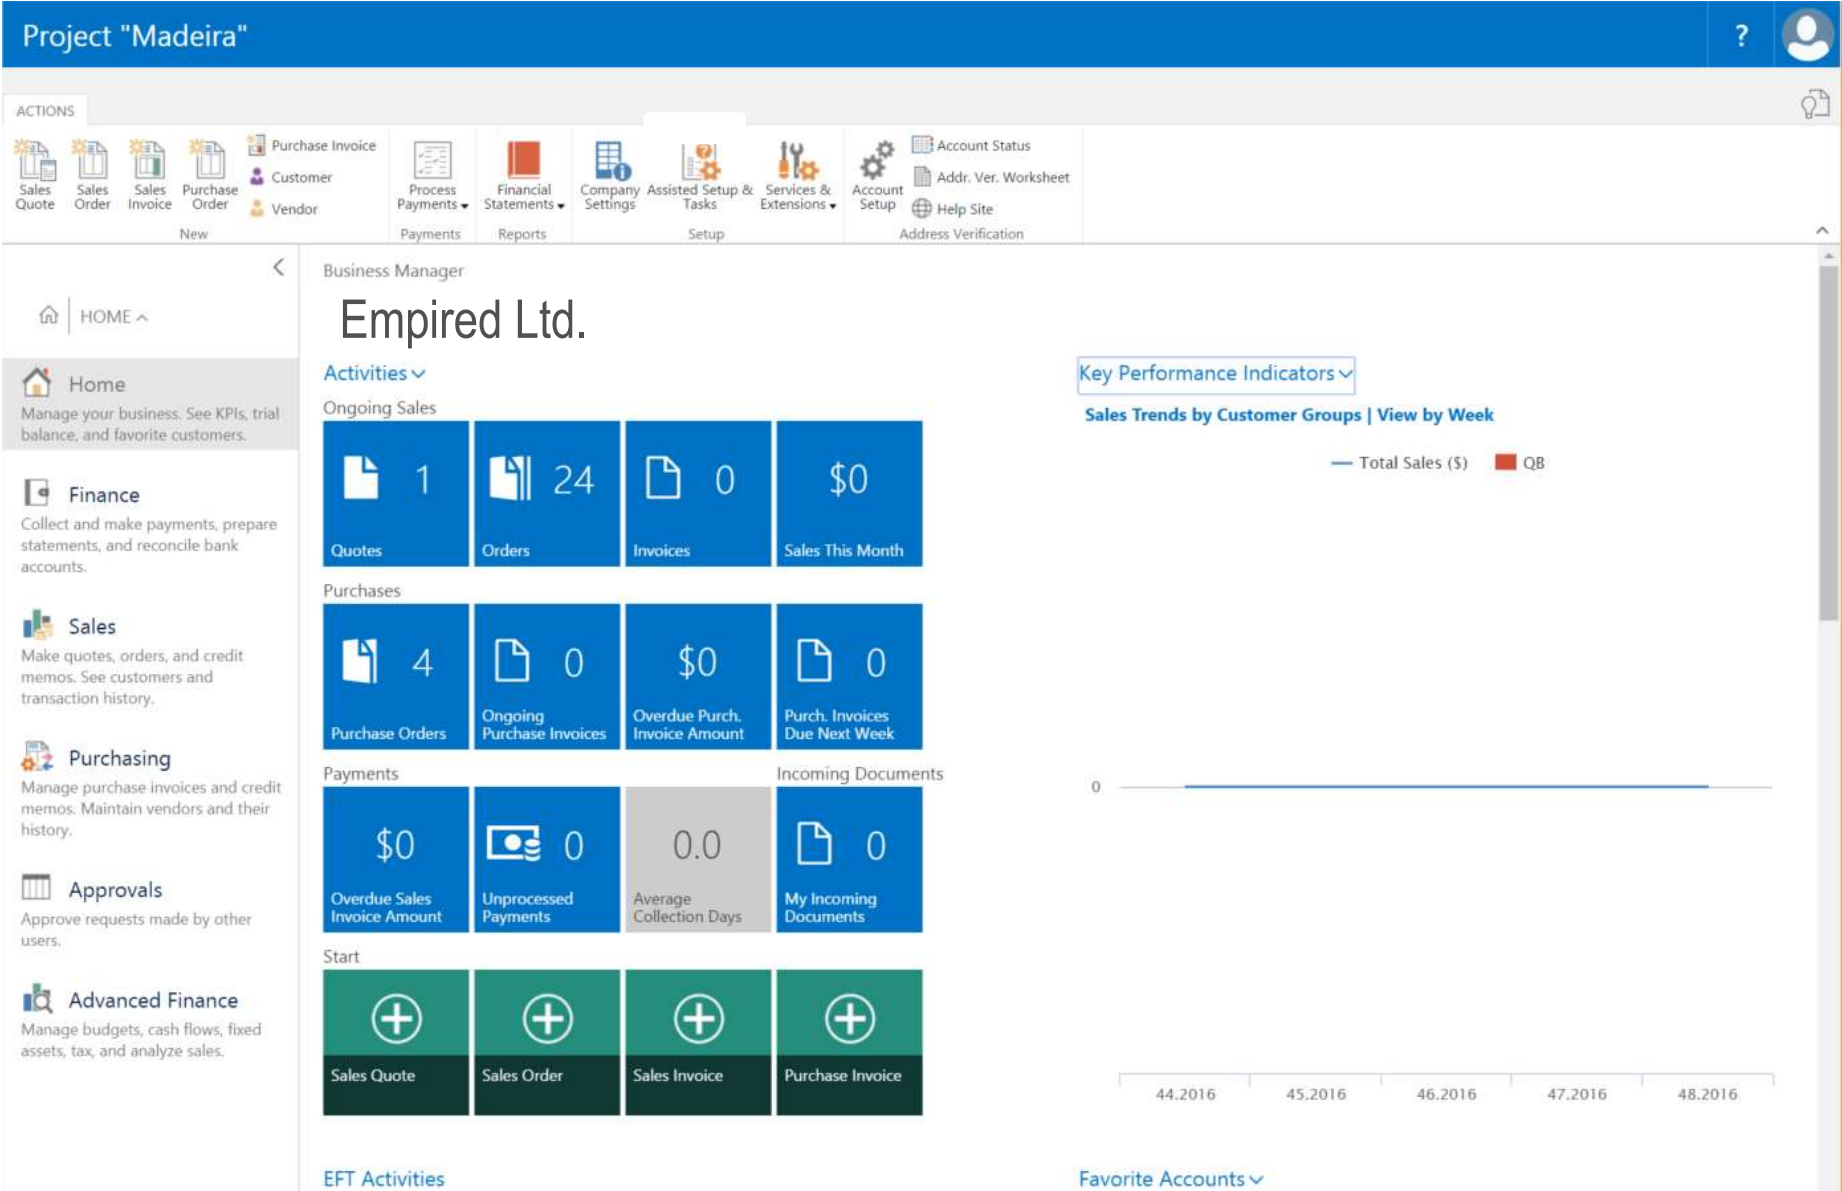 Project "Madeira"
?
ACTIONS
Sales
Quote
Sales
Order
Sales
Invoice
Purchase
Order
Purchase Invoice
Customer
Vendor
New
Process
Payments
Payments
Financial
Statements
Reports
Company
Settings
Assisted Setup &
Tasks
Services &
Extensions
Setup
Account
Setup
Account Status
Addr. Ver. Worksheet
Help Site
Address Verification
HOME
Home
Manage your business. See KPIs, trial
balance, and favorite customers.
Finance
Collect and make payments, prepare
statements, and reconcile bank
accounts.
Sales
Make quotes, orders, and credit
memos. See customers and
transaction history.
Purchasing
Manage purchase invoices and credit
memos. Maintain vendors and their
history.
Approvals
Approve requests made by other
users.
Advanced Finance
Manage budgets, cash flows, fixed
assets, tax, and analyze sales.
Business Manager
Empired Ltd.
Activities
Ongoing Sales
1
Quotes
24
Orders
0
Invoices
$0
Sales This Month
Purchases
4
Purchase Orders
0
Ongoing
Purchase Invoices
$0
Overdue Purch.
Invoice Amount
0
Purch. Invoices
Due Next Week
Payments
Incoming Documents
$0
Overdue Sales
Invoice Amount
0
Unprocessed
Payments
0.0
Average
Collection Days
0
My Incoming
Documents
Start
Sales Quote
Sales Order
Sales Invoice
Purchase Invoice
EFT Activities
Key Performance Indicators
Sales Trends by Customer Groups | View by Week
Total Sales ($)
QB
0
44.2016
45.2016
46.2016
47.2016
48.2016
Favorite Accounts